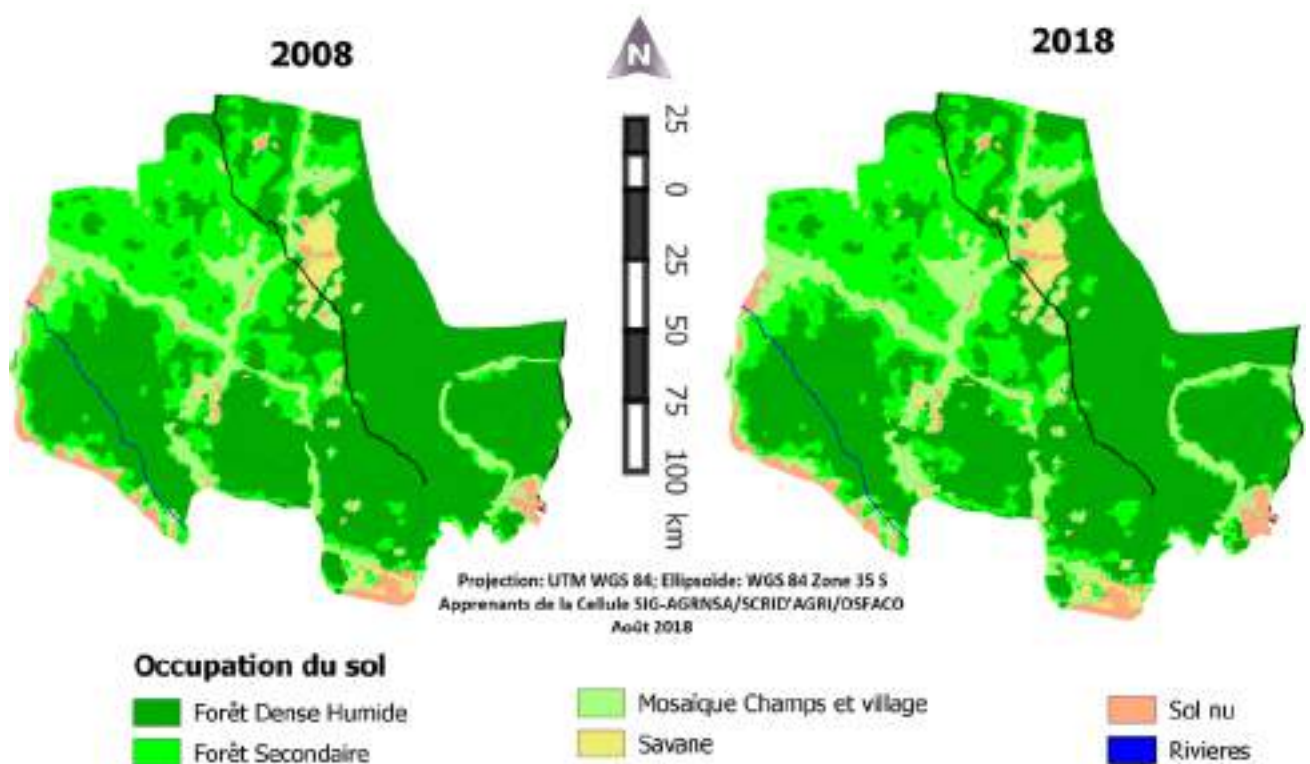 2008
N
2018
25
0
25
50
75
100 km
Projection: UTM WGS 84; Ellipsoide: WGS 84 Zone 35 S
Apprenants de la Cellule SIG-AGRNSA/SCRID'AGRI/OSFACO
Août 2018
Occupation du sol
Forêt Dense Humide
Forêt Secondaire
Mosaique Champs et village
Savane
Sol nu
Rivieres